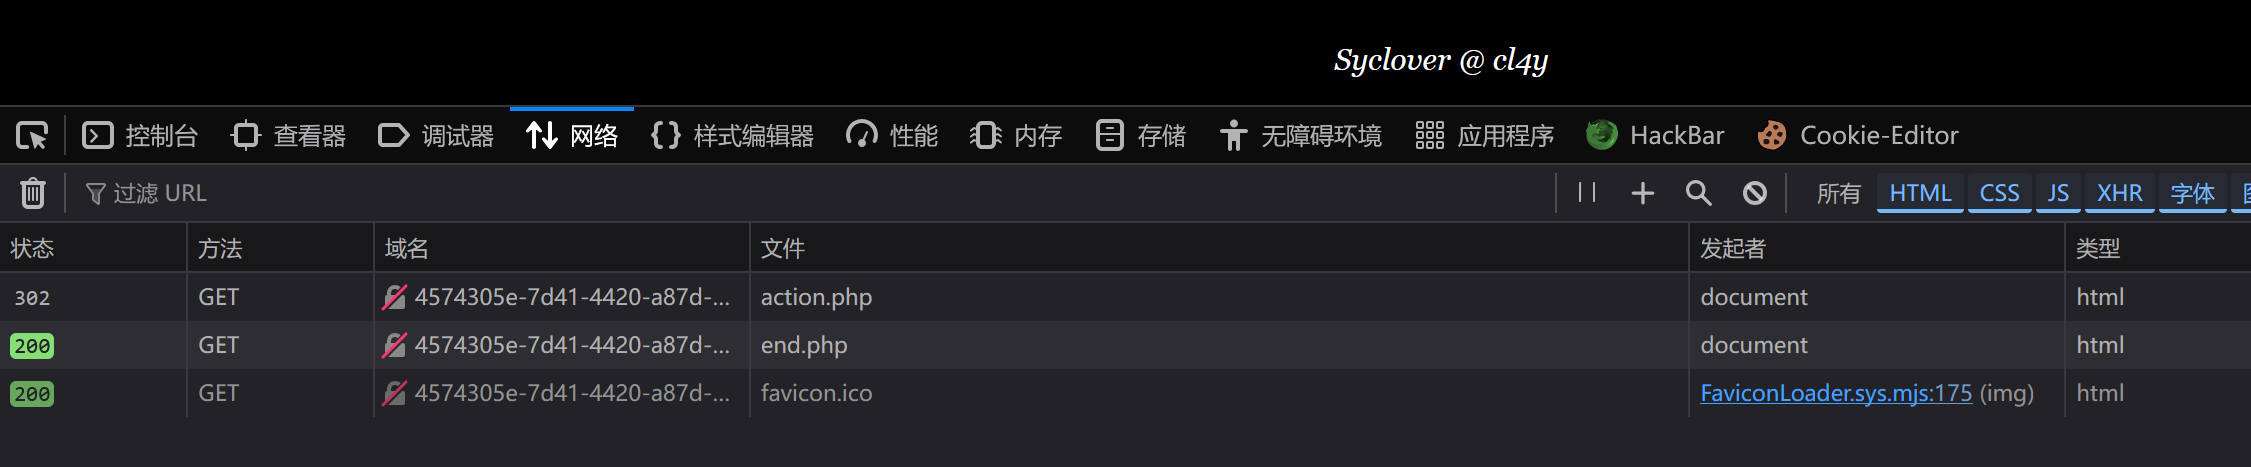 Syclover @ cl4y
控制台 查看器 调试器 网络 {} 样式编辑器 性能 内存 存储 无障碍环境 应用程序 HackBar Cookie-Editor
过滤 URL 所有 HTML CSS JS XHR 字体
状态 方法 域名 文件 发起者 类型
302 GET 4574305e-7d41-4420-a87d-... action.php document html
200 GET 4574305e-7d41-4420-a87d-... end.php document html
200 GET 4574305e-7d41-4420-a87d-... favicon.ico FaviconLoader.sys.mjs:175 (img) html